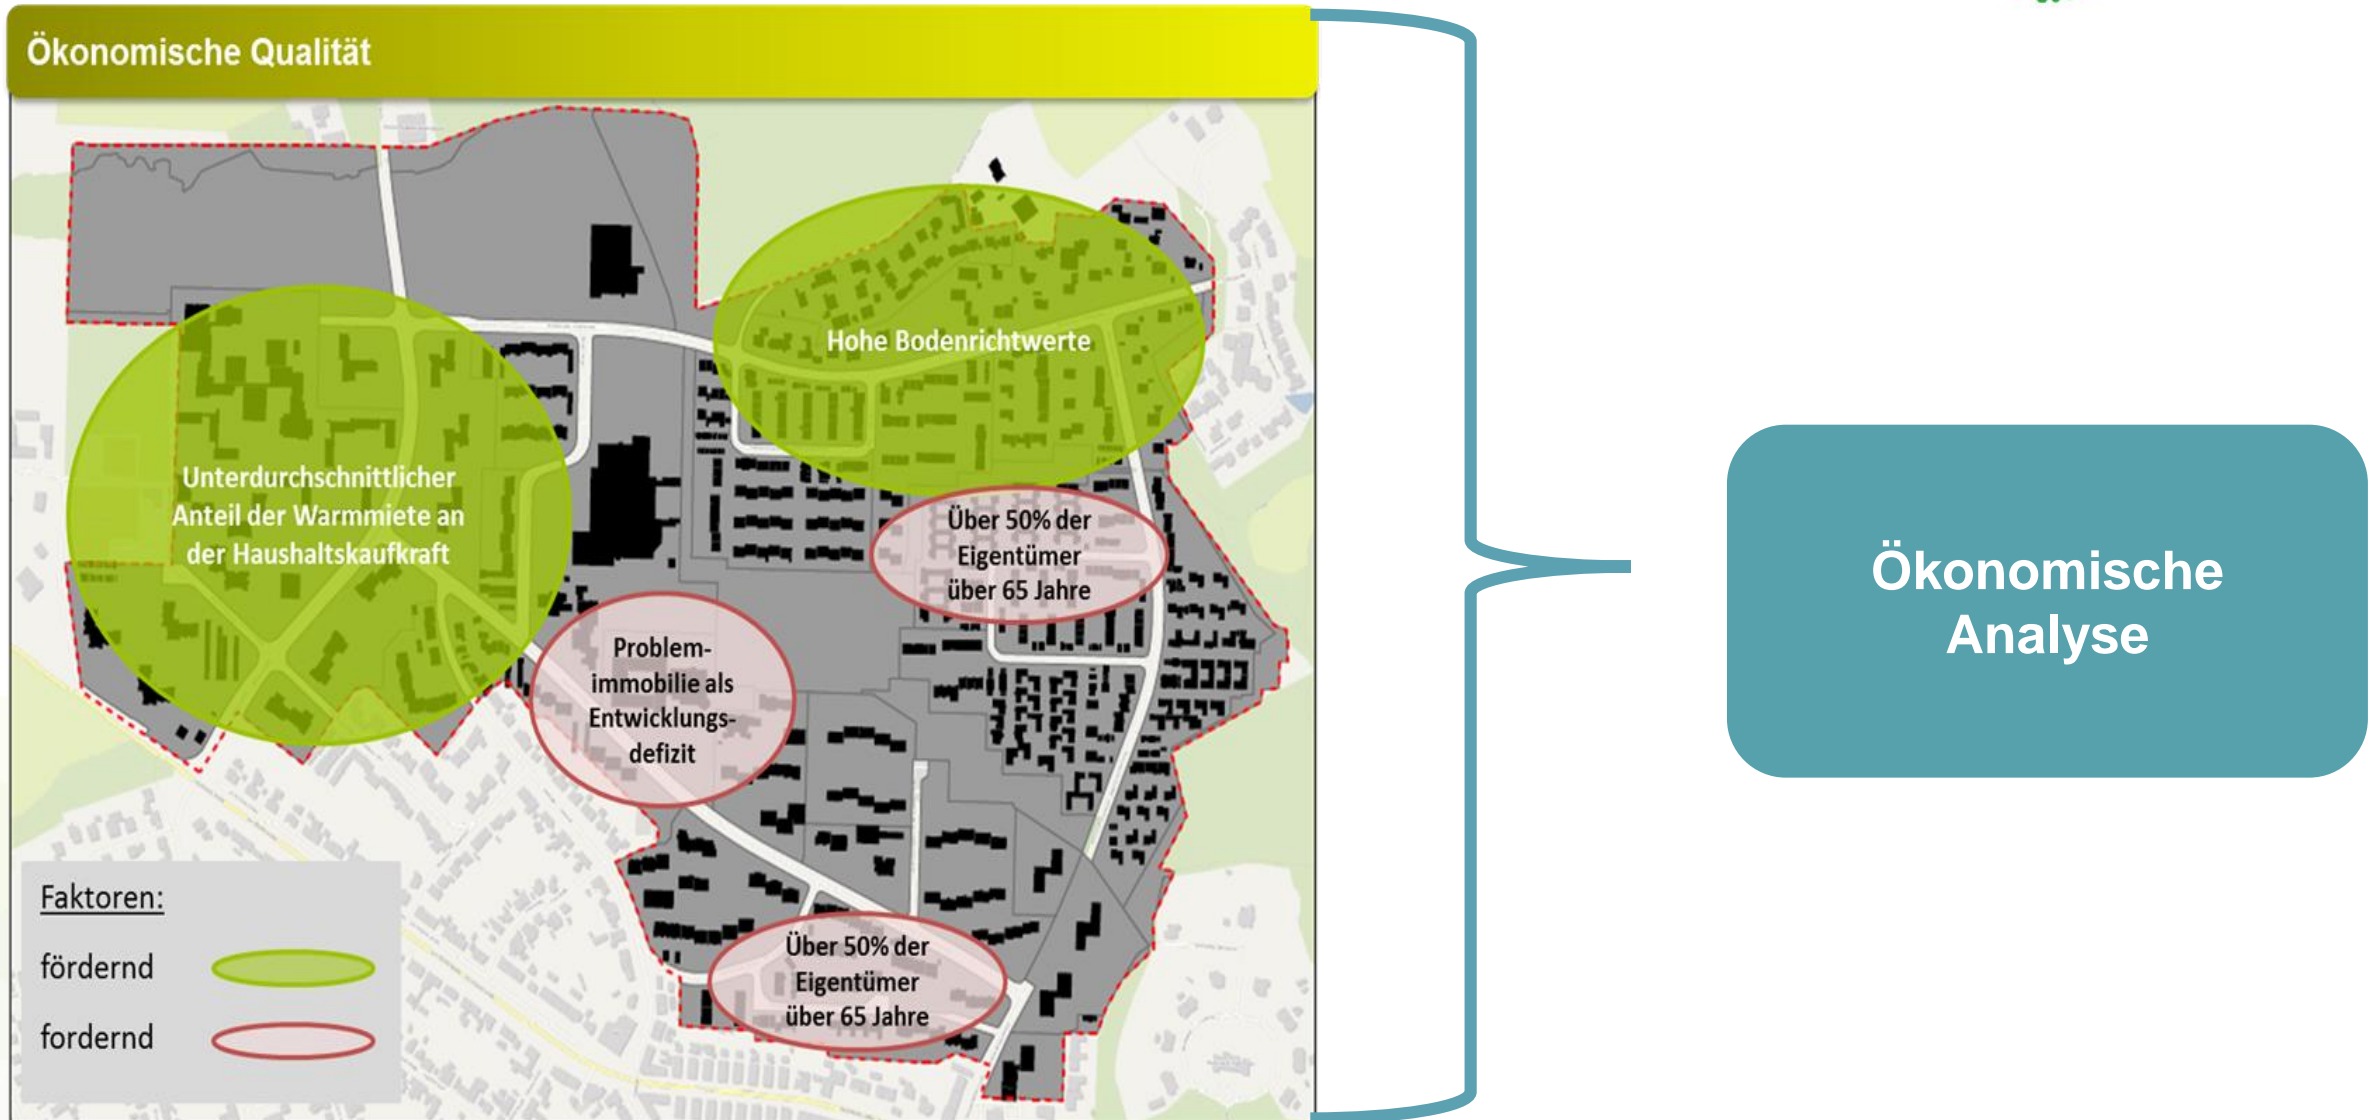 Ökonomische Qualität
Hohe Bodenrichtwerte
Unterdurchschnittlicher
Anteil der Warmmiete an
der Haushaltskaufkraft
Über 50% der
Eigentümer
über 65 Jahre
Problem-
immobilie als
Entwicklungs-
defizit
Über 50% der
Eigentümer
über 65 Jahre
Faktoren:
fördernd
fordernd
Ökonomische
Analyse